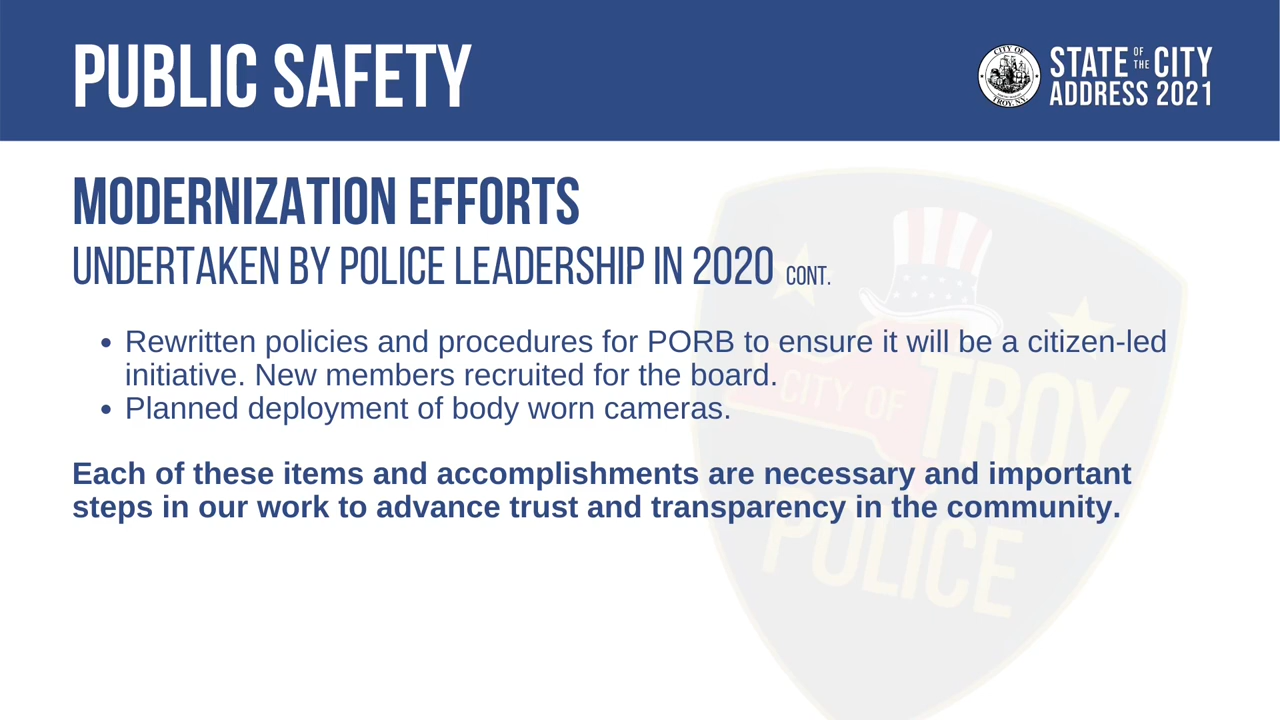 PUBLIC SAFETY
CITY OF
TROY, N.Y.
STATE OF THE CITY
ADDRESS 2021
MODERNIZATION EFFORTS
UNDERTAKEN BY POLICE LEADERSHIP IN 2020 CONT.
• Rewritten policies and procedures for PORB to ensure it will be a citizen-led
initiative. New members recruited for the board.
• Planned deployment of body worn cameras.
Each of these items and accomplishments are necessary and important
steps in our work to advance trust and transparency in the community.
CITY OF
TROY
POLICE